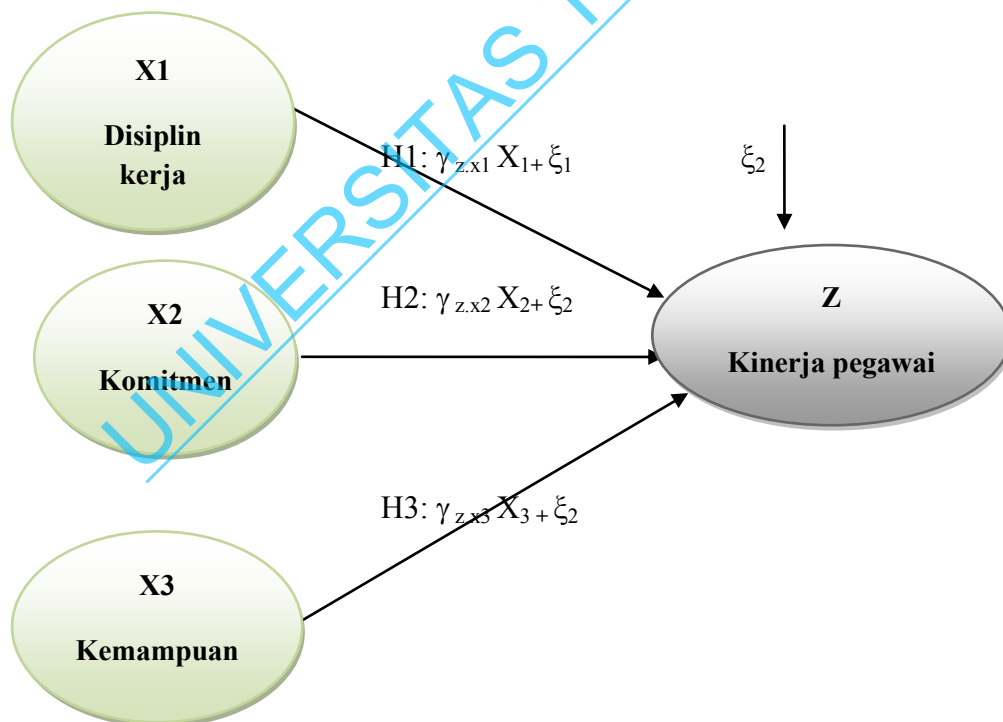 X1
Disiplin
kerja
H1: γ z.x1 X1+ ξ1
ξ2
X2
Komitmen
H2: γ z.x2 X2+ ξ2
Z
Kinerja pegawai
H3: γ z.x3 X3 + ξ2
X3
Kemampuan
UNIVERSITAS